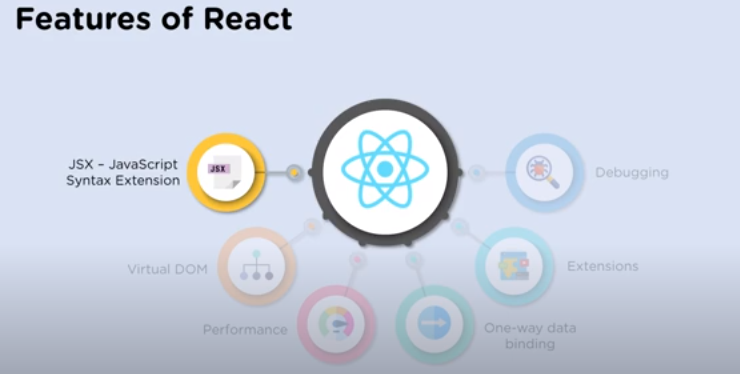 Features of React
JSX – JavaScript
Syntax Extension
JSX
Debugging
Virtual DOM
Extensions
Performance
One-way data
binding